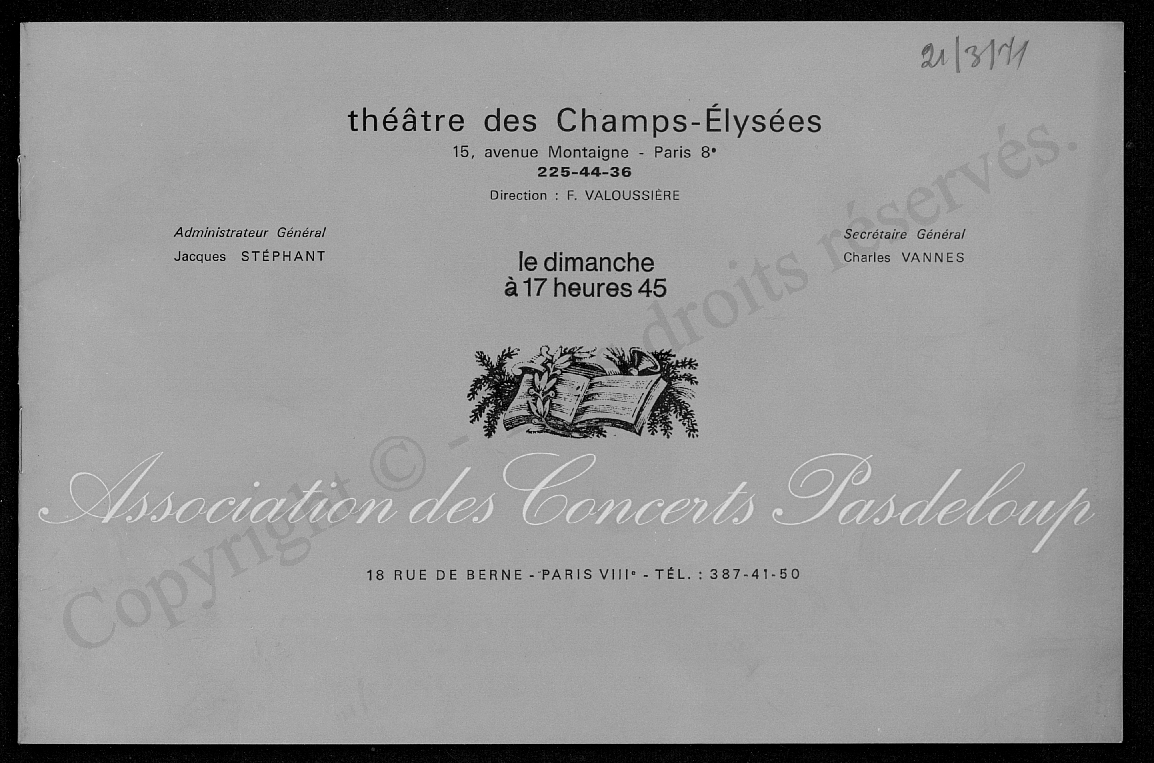 21/3/71
théâtre des Champs-Élysées
15, avenue Montaigne - Paris 8e
225-44-36
Direction : F. VALOUSSIÈRE
Administrateur Général
Jacques STÉPHANT
Secrétaire Général
Charles VANNES
le dimanche
à 17 heures 45
Association des Concerts Pasdeloup
18 RUE DE BERNE - PARIS VIIIe - TÉL. : 387-41-50
Copyright © - droits réservés.